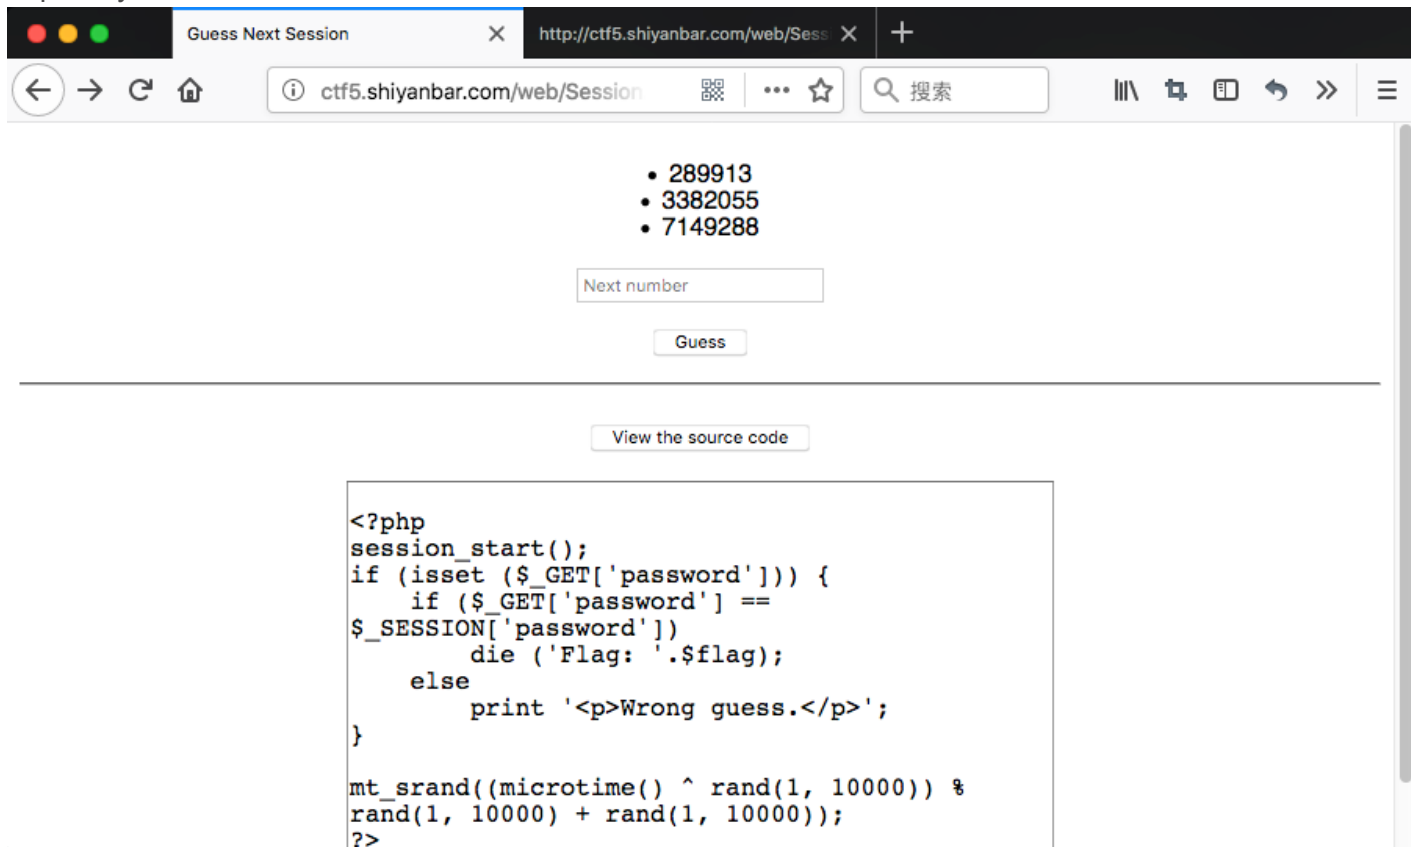 Guess Next Session
http://ctf5.shiyanbar.com/web/Sess
ctf5.shiyanbar.com/web/Session
搜索
• 289913
• 3382055
• 7149288
Next number
Guess
View the source code
<?php
session_start();
if (isset ($_GET['password'])) {
    if ($_GET['password'] ==
$_SESSION['password'])
        die ('Flag: '.$flag);
    else
        print '<p>Wrong guess.</p>';
}
mt_srand((microtime() ^ rand(1, 10000)) %
rand(1, 10000) + rand(1, 10000));
?>